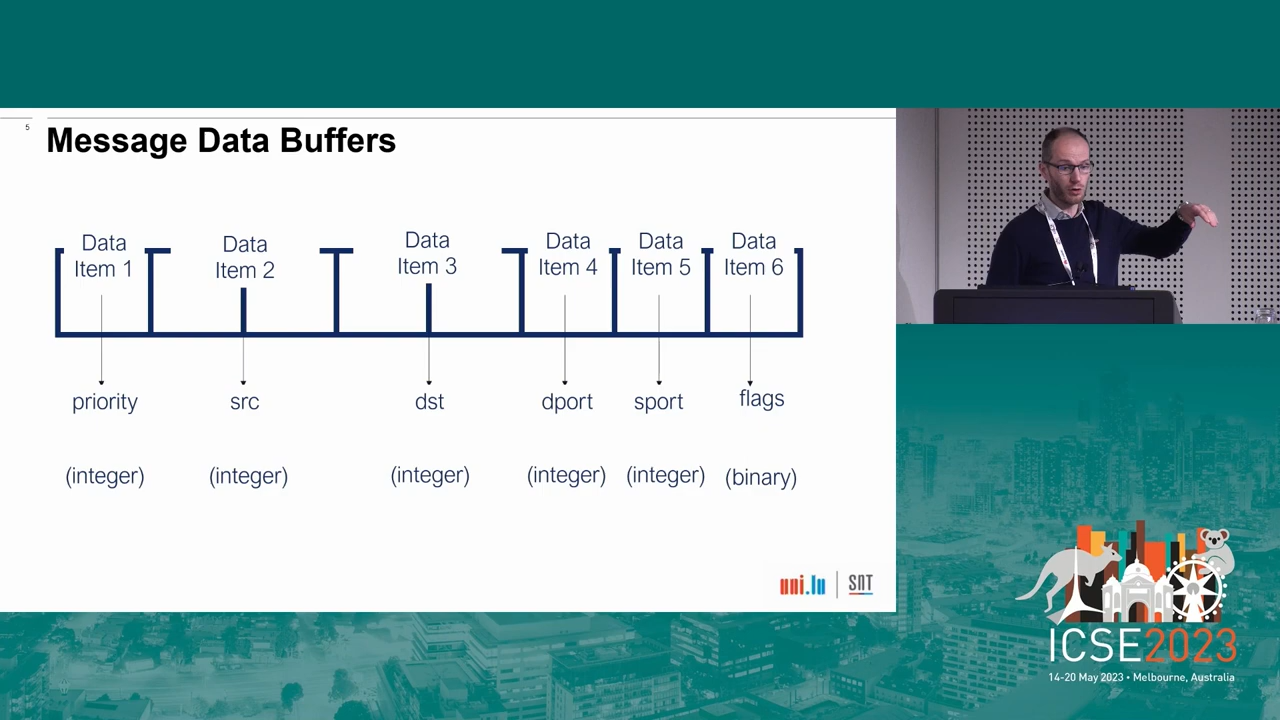 5
Message Data Buffers
Data
Item 1
Data
Item 2
Data
Item 3
Data
Item 4
Data
Item 5
Data
Item 6
priority
src
dst
dport
sport
flags
(integer)
(integer)
(integer)
(integer)
(integer)
(binary)
uni.lu
SNT
ICSE2023
14-20 May 2023 • Melbourne, Australia